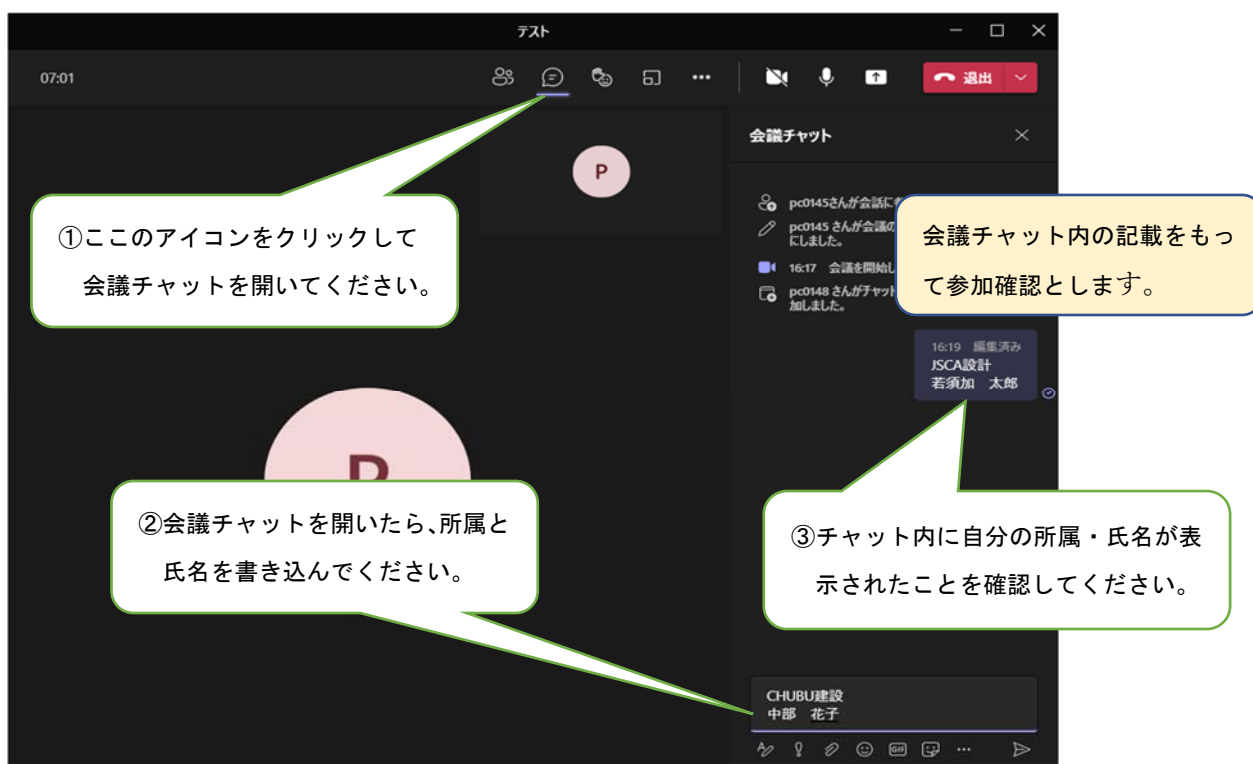 テスト
07:01
退出
会議チャット
P
pc0145さんが会話に
pc0145 さんが会議の
にしました。
16:17 会議を開始し
pc0148 さんがチャット
加しました。
①ここのアイコンをクリックして
会議チャットを開いてください。
会議チャット内の記載をもっ
て参加確認とします。
16:19 編集済み
JSCA設計
若須加 太郎
P
②会議チャットを開いたら、所属と
氏名を書き込んでください。
③チャット内に自分の所属・氏名が表
示されたことを確認してください。
CHUBU建設
中部 花子
GIF